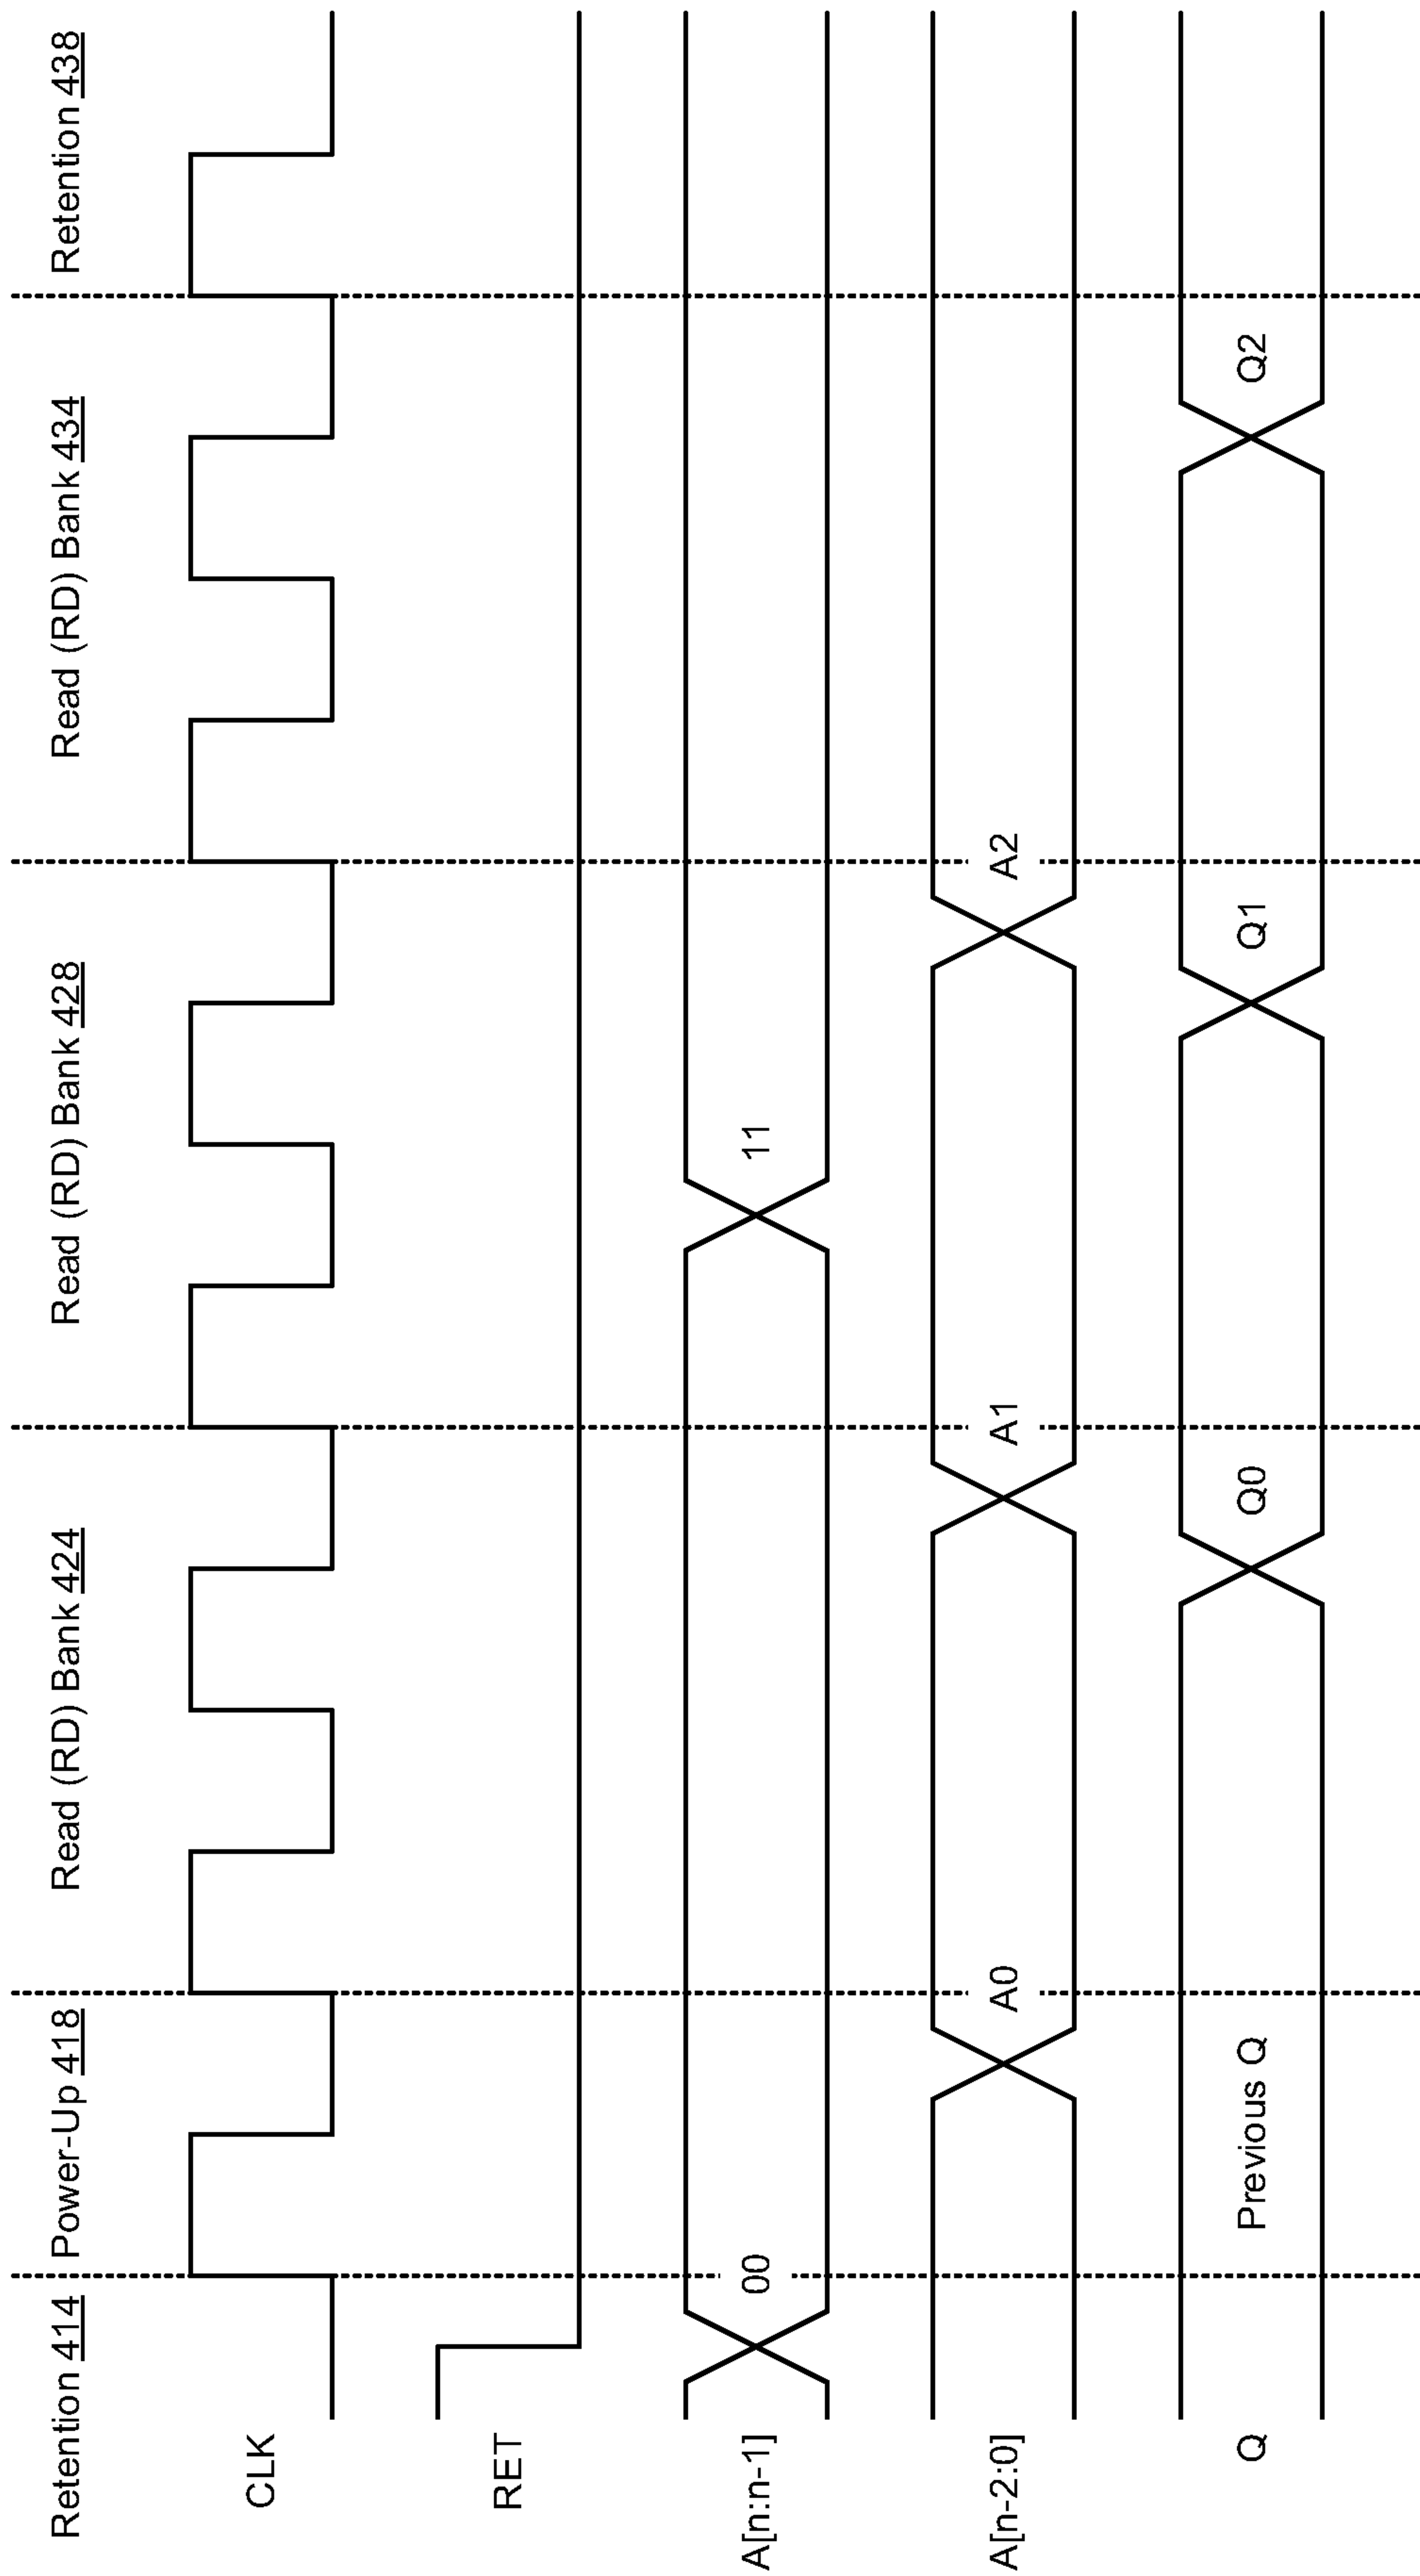 Retention 414
Power-Up 418
Read (RD) Bank 424
Read (RD) Bank 428
Read (RD) Bank 434
Retention 438
CLK
RET
A[n:n-1]
00
11
A[n-2:0]
A0
A1
A2
Q
Previous Q
Q0
Q1
Q2